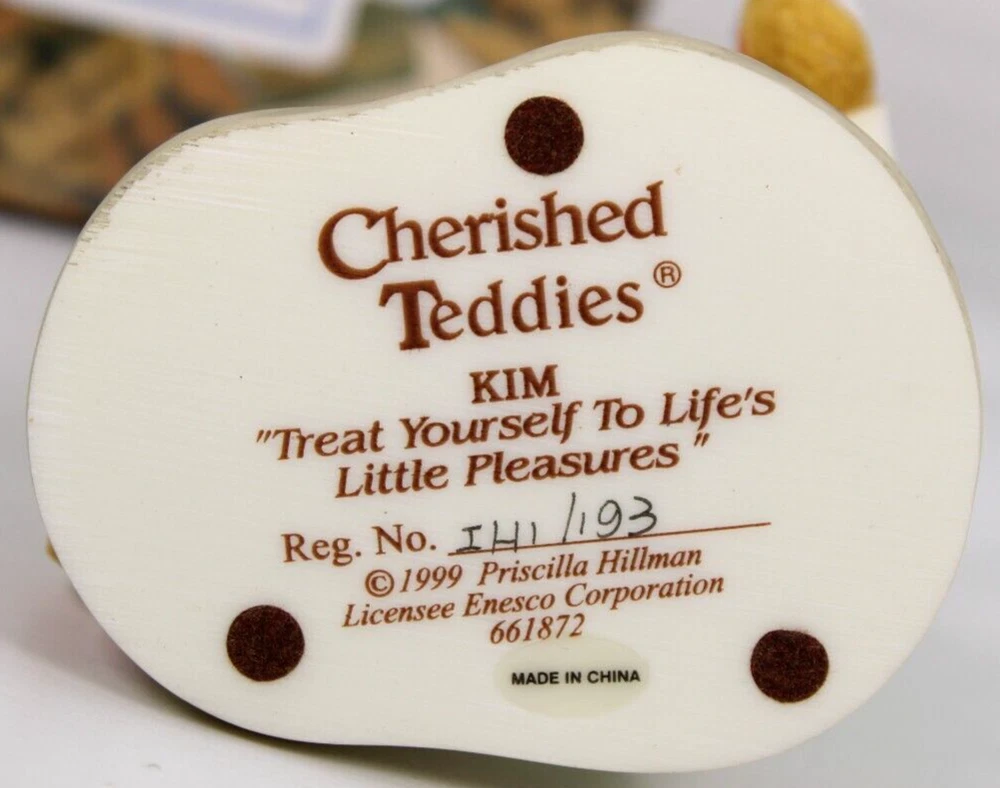 Cherished
Teddies®
KIM
"Treat Yourself To Life's
Little Pleasures"
Reg. No. IH1/193
©1999 Priscilla Hillman
Licensee Enesco Corporation
661872
MADE IN CHINA